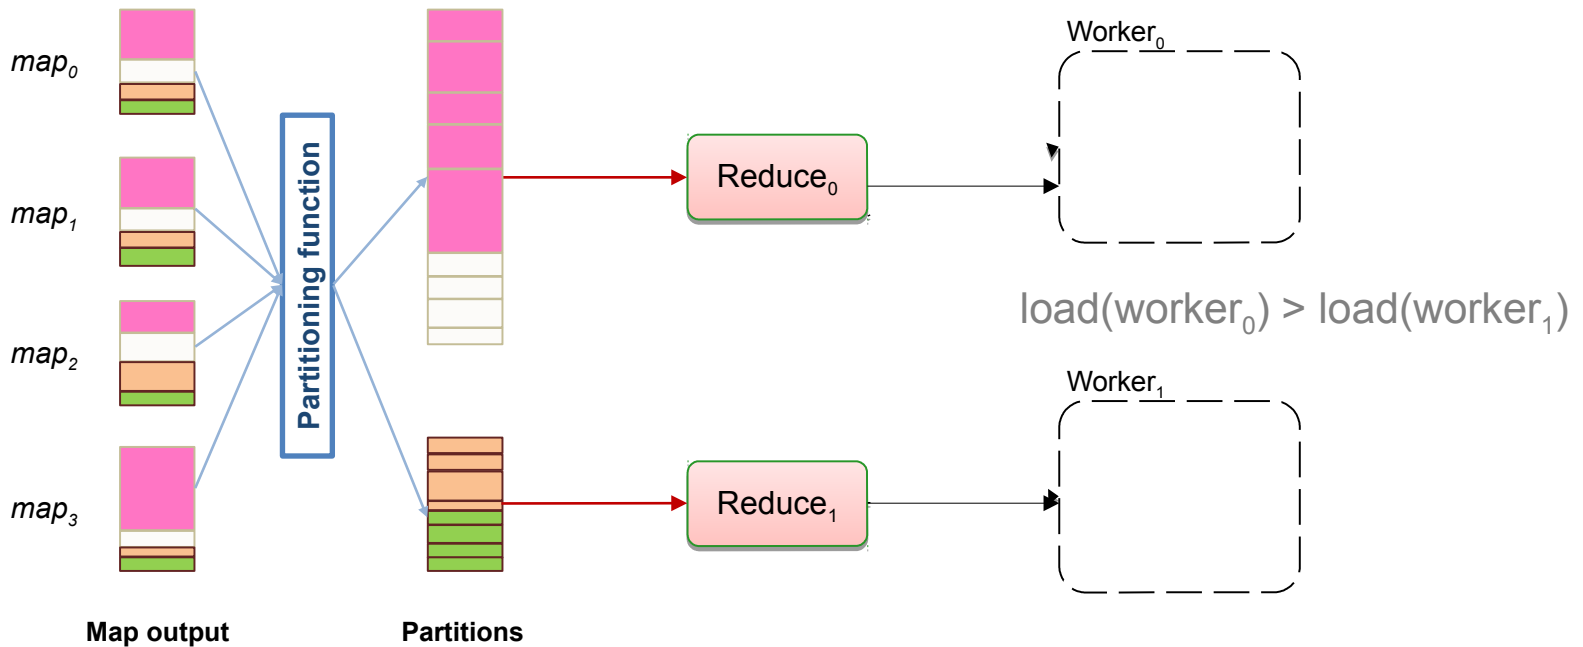 map0
map1
map2
map3
Map output
Partitioning function
Partitions
Reduce0
Reduce1
Worker0
load(worker0) > load(worker1)
Worker1